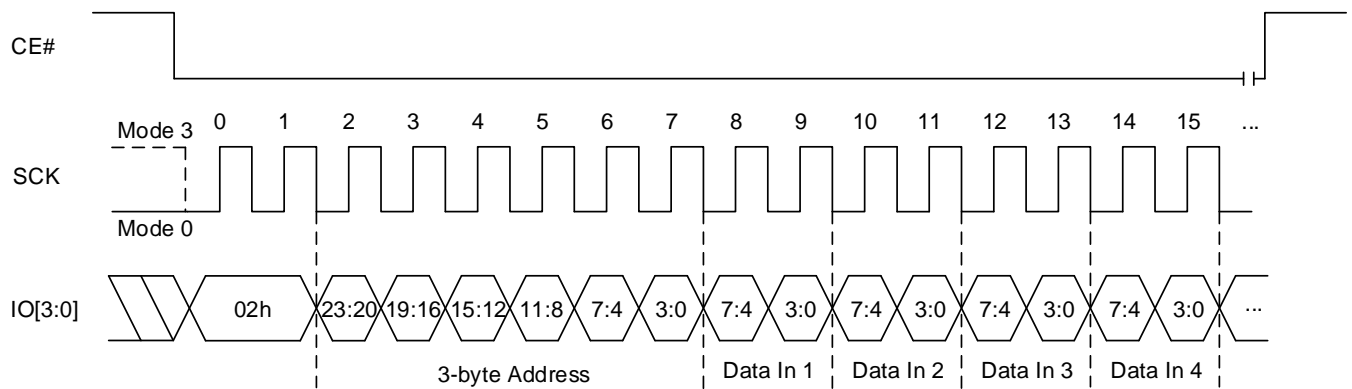 CE#
0 1 2 3 4 5 6 7 8 9 10 11 12 13 14 15 ...
Mode 3
SCK
Mode 0
IO[3:0] 02h 23:20 19:16 15:12 11:8 7:4 3:0 7:4 3:0 7:4 3:0 7:4 3:0 7:4 3:0 ...
3-byte Address Data In 1 Data In 2 Data In 3 Data In 4